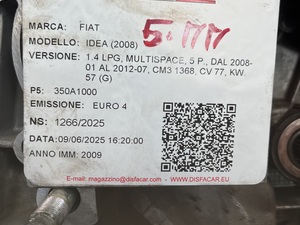 MARCA: FIAT
MODELLO: IDEA (2008)
VERSIONE: 1.4 LPG, MULTISPACE, 5 P., DAL 2008-
01 AL 2012-07, CM3 1368, CV 77, KW
57 (G)
P5: 350A1000
EMISSIONE: EURO 4
NS: 1266/2025
DATA:09/06/2025 16:20:00
ANNO IMM: 2009
E-mail: magazzino@disfacar.com - WWW.DISFACAR.EU